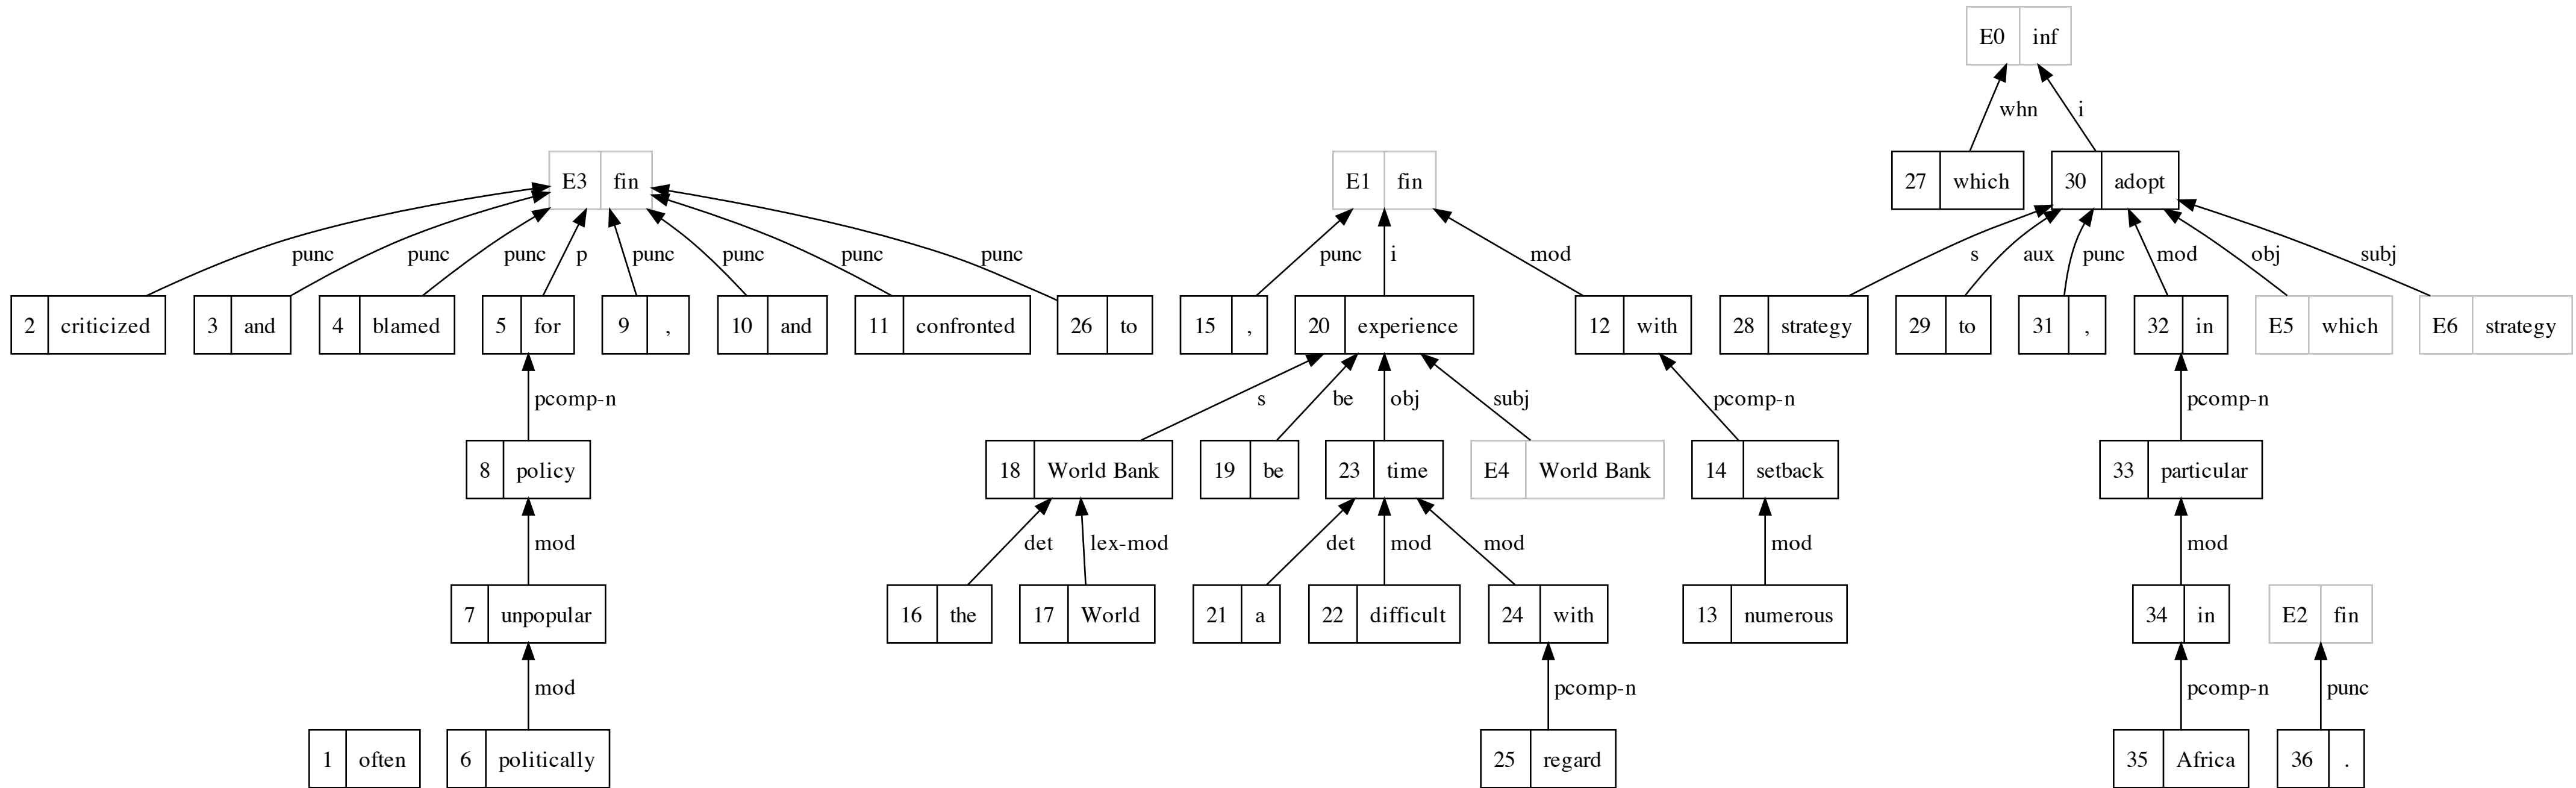 E0 inf
whn i
E3 fin E1 fin 27 which 30 adopt
punc punc punc p punc punc punc punc punc i mod s aux punc mod obj subj
2 criticized 3 and 4 blamed 5 for 9 , 10 and 11 confronted 26 to 15 , 20 experience 12 with 28 strategy 29 to 31 , 32 in E5 which E6 strategy
pcomp-n s be obj subj pcomp-n pcomp-n
8 policy 18 World Bank 19 be 23 time E4 World Bank 14 setback 33 particular
mod det lex-mod det mod mod mod mod
7 unpopular 16 the 17 World 21 a 22 difficult 24 with 13 numerous 34 in E2 fin
mod pcomp-n pcomp-n punc
1 often 6 politically 25 regard 35 Africa 36 .